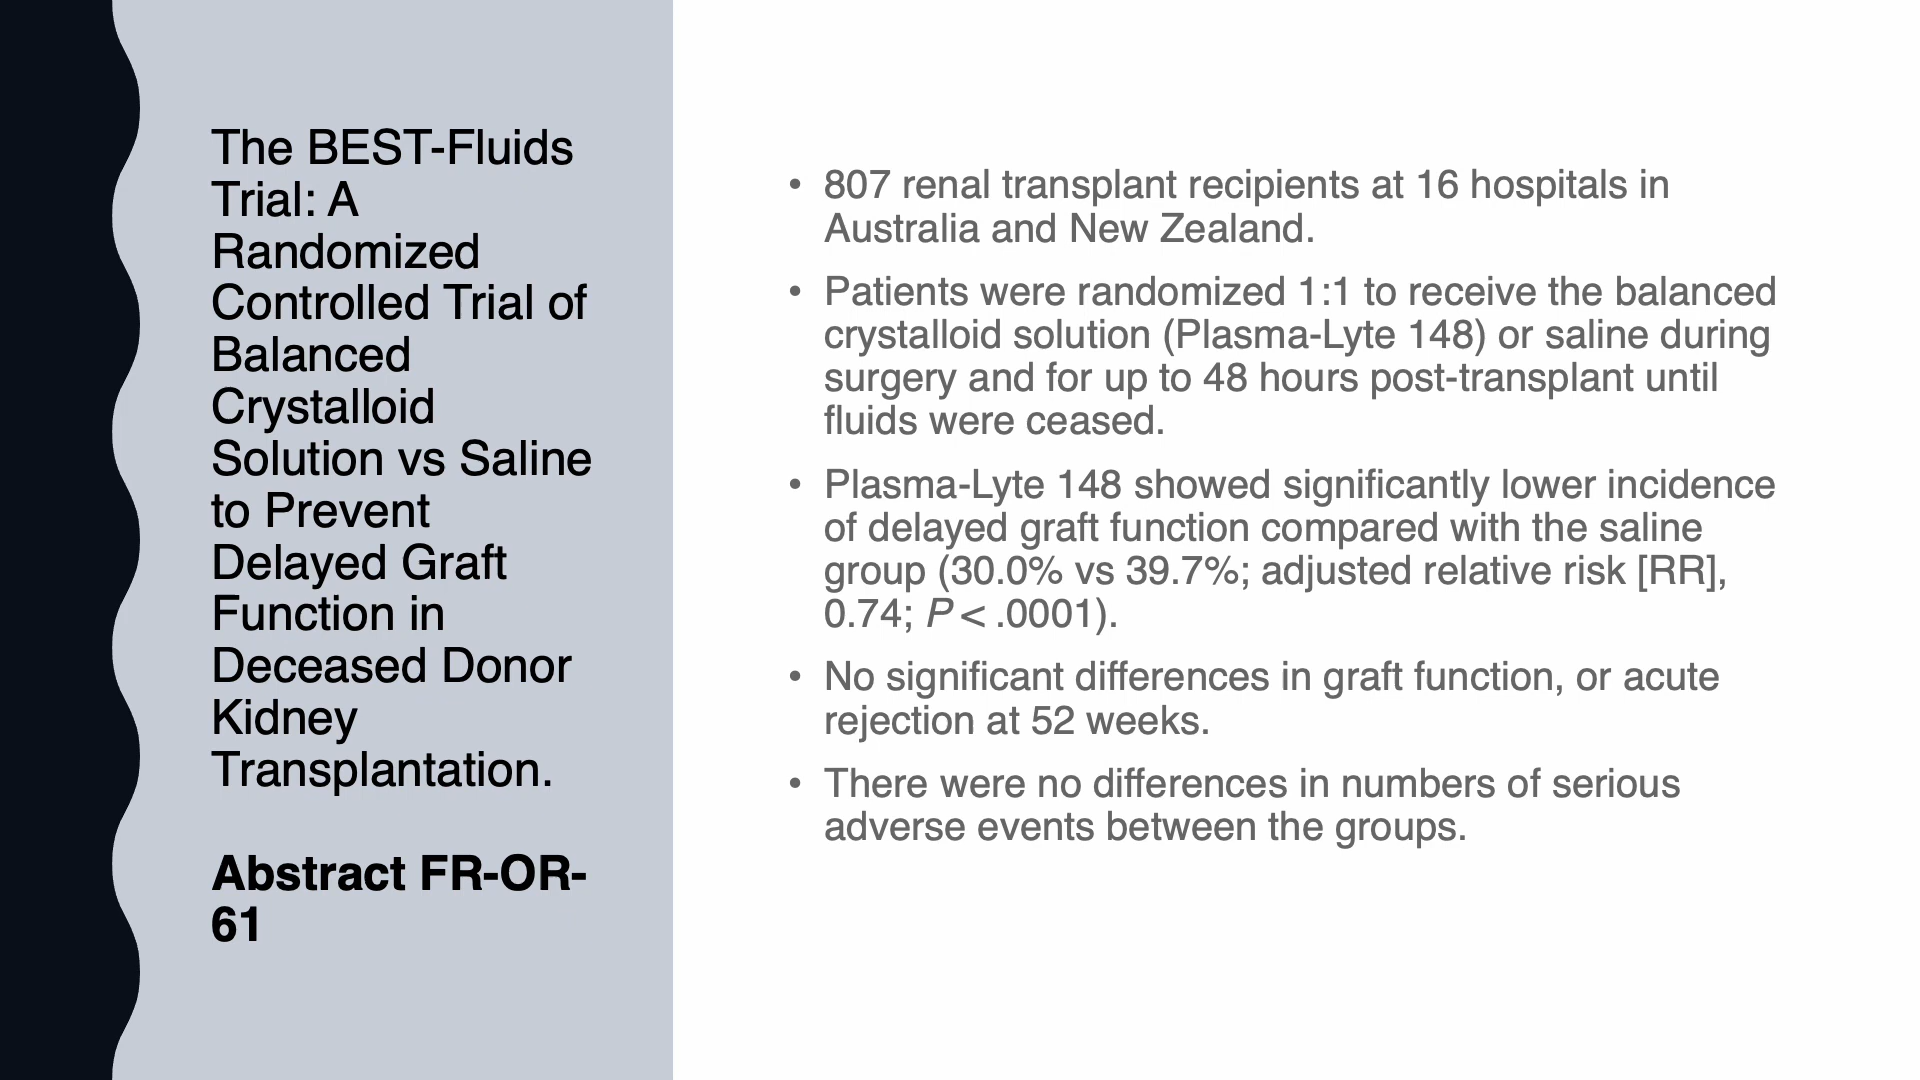 The BEST-Fluids
Trial: A
Randomized
Controlled Trial of
Balanced
Crystalloid
Solution vs Saline
to Prevent
Delayed Graft
Function in
Deceased Donor
Kidney
Transplantation.
Abstract FR-OR-
61
• 807 renal transplant recipients at 16 hospitals in
Australia and New Zealand.
• Patients were randomized 1:1 to receive the balanced
crystalloid solution (Plasma-Lyte 148) or saline during
surgery and for up to 48 hours post-transplant until
fluids were ceased.
• Plasma-Lyte 148 showed significantly lower incidence
of delayed graft function compared with the saline
group (30.0% vs 39.7%; adjusted relative risk [RR],
0.74; P < .0001).
• No significant differences in graft function, or acute
rejection at 52 weeks.
• There were no differences in numbers of serious
adverse events between the groups.